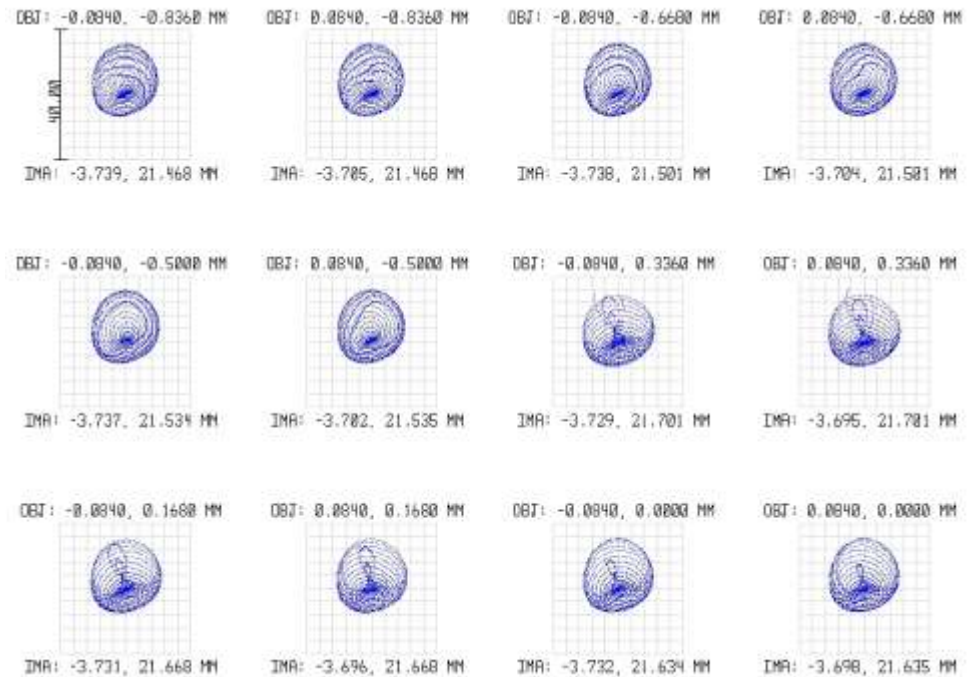 OBJ: -0.0840, -0.8360 MM OBJ: 0.0840, -0.8360 MM OBJ: -0.0840, -0.6680 MM OBJ: 0.0840, -0.6680 MM
40.00
IMA: -3.739, 21.468 MM IMA: -3.705, 21.468 MM IMA: -3.738, 21.501 MM IMA: -3.704, 21.501 MM
OBJ: -0.0840, -0.5000 MM OBJ: 0.0840, -0.5000 MM OBJ: -0.0840, 0.3360 MM OBJ: 0.0840, 0.3360 MM
IMA: -3.737, 21.534 MM IMA: -3.702, 21.535 MM IMA: -3.729, 21.701 MM IMA: -3.695, 21.701 MM
OBJ: -0.0840, 0.1680 MM OBJ: 0.0840, 0.1680 MM OBJ: -0.0840, 0.0000 MM OBJ: 0.0840, 0.0000 MM
IMA: -3.731, 21.668 MM IMA: -3.696, 21.668 MM IMA: -3.732, 21.634 MM IMA: -3.698, 21.635 MM